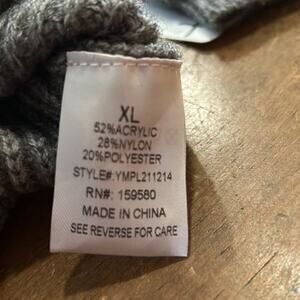 XL
52%ACRYLIC
28%NYLON
20%POLYESTER
STYLE#:YMPL211214
RN#: 159580
MADE IN CHINA
SEE REVERSE FOR CARE